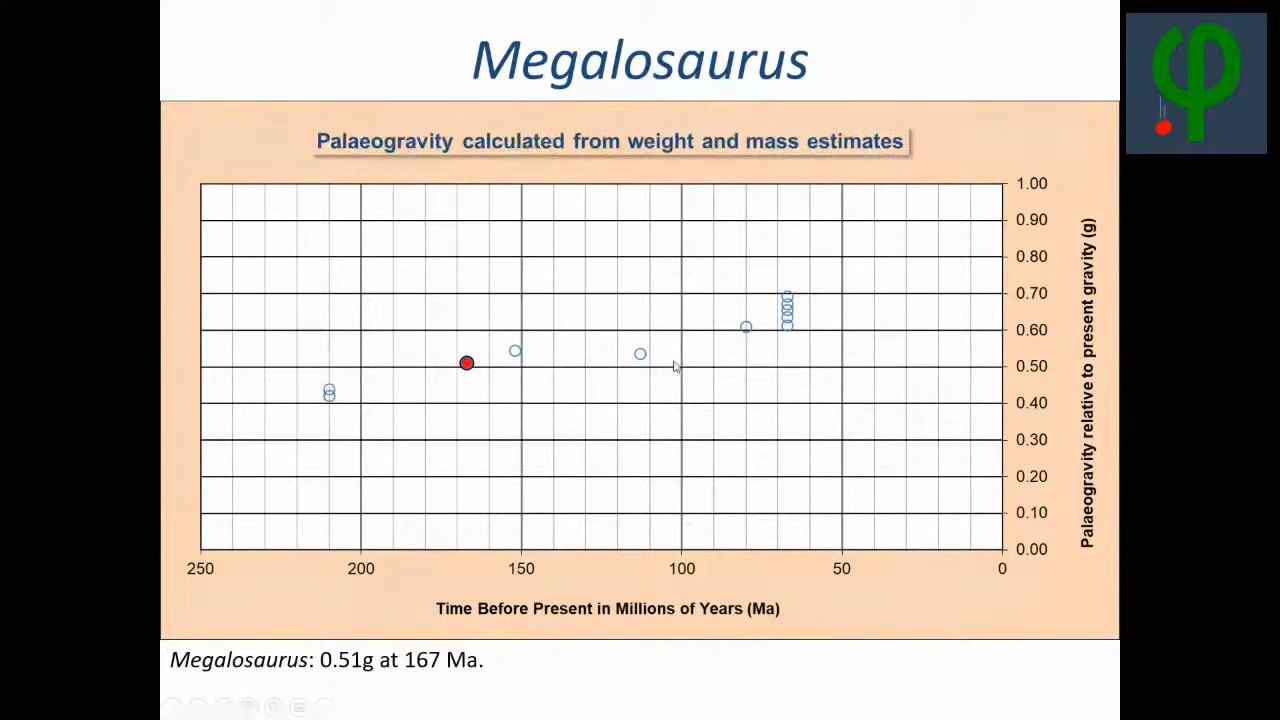 Megalosaurus
Palaeogravity calculated from weight and mass estimates
1.00
0.90
0.80
0.70
0.60
0.50
0.40
0.30
0.20
0.10
0.00
Palaeogravity relative to present gravity (g)
250 200 150 100 50 0
Time Before Present in Millions of Years (Ma)
Megalosaurus: 0.51g at 167 Ma.
φ